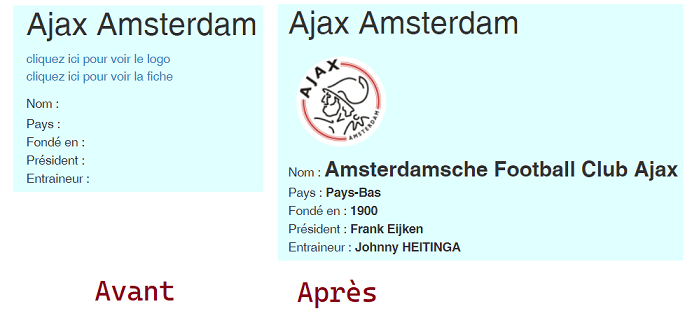 Ajax Amsterdam
cliquez ici pour voir le logo
cliquez ici pour voir la fiche
Nom :
Pays :
Fondé en :
Président :
Entraineur :
Avant
Ajax Amsterdam
AJAX
AMSTERDAM
Nom : Amsterdamsche Football Club Ajax
Pays : Pays-Bas
Fondé en : 1900
Président : Frank Eijken
Entraineur : Johnny HEITINGA
Après